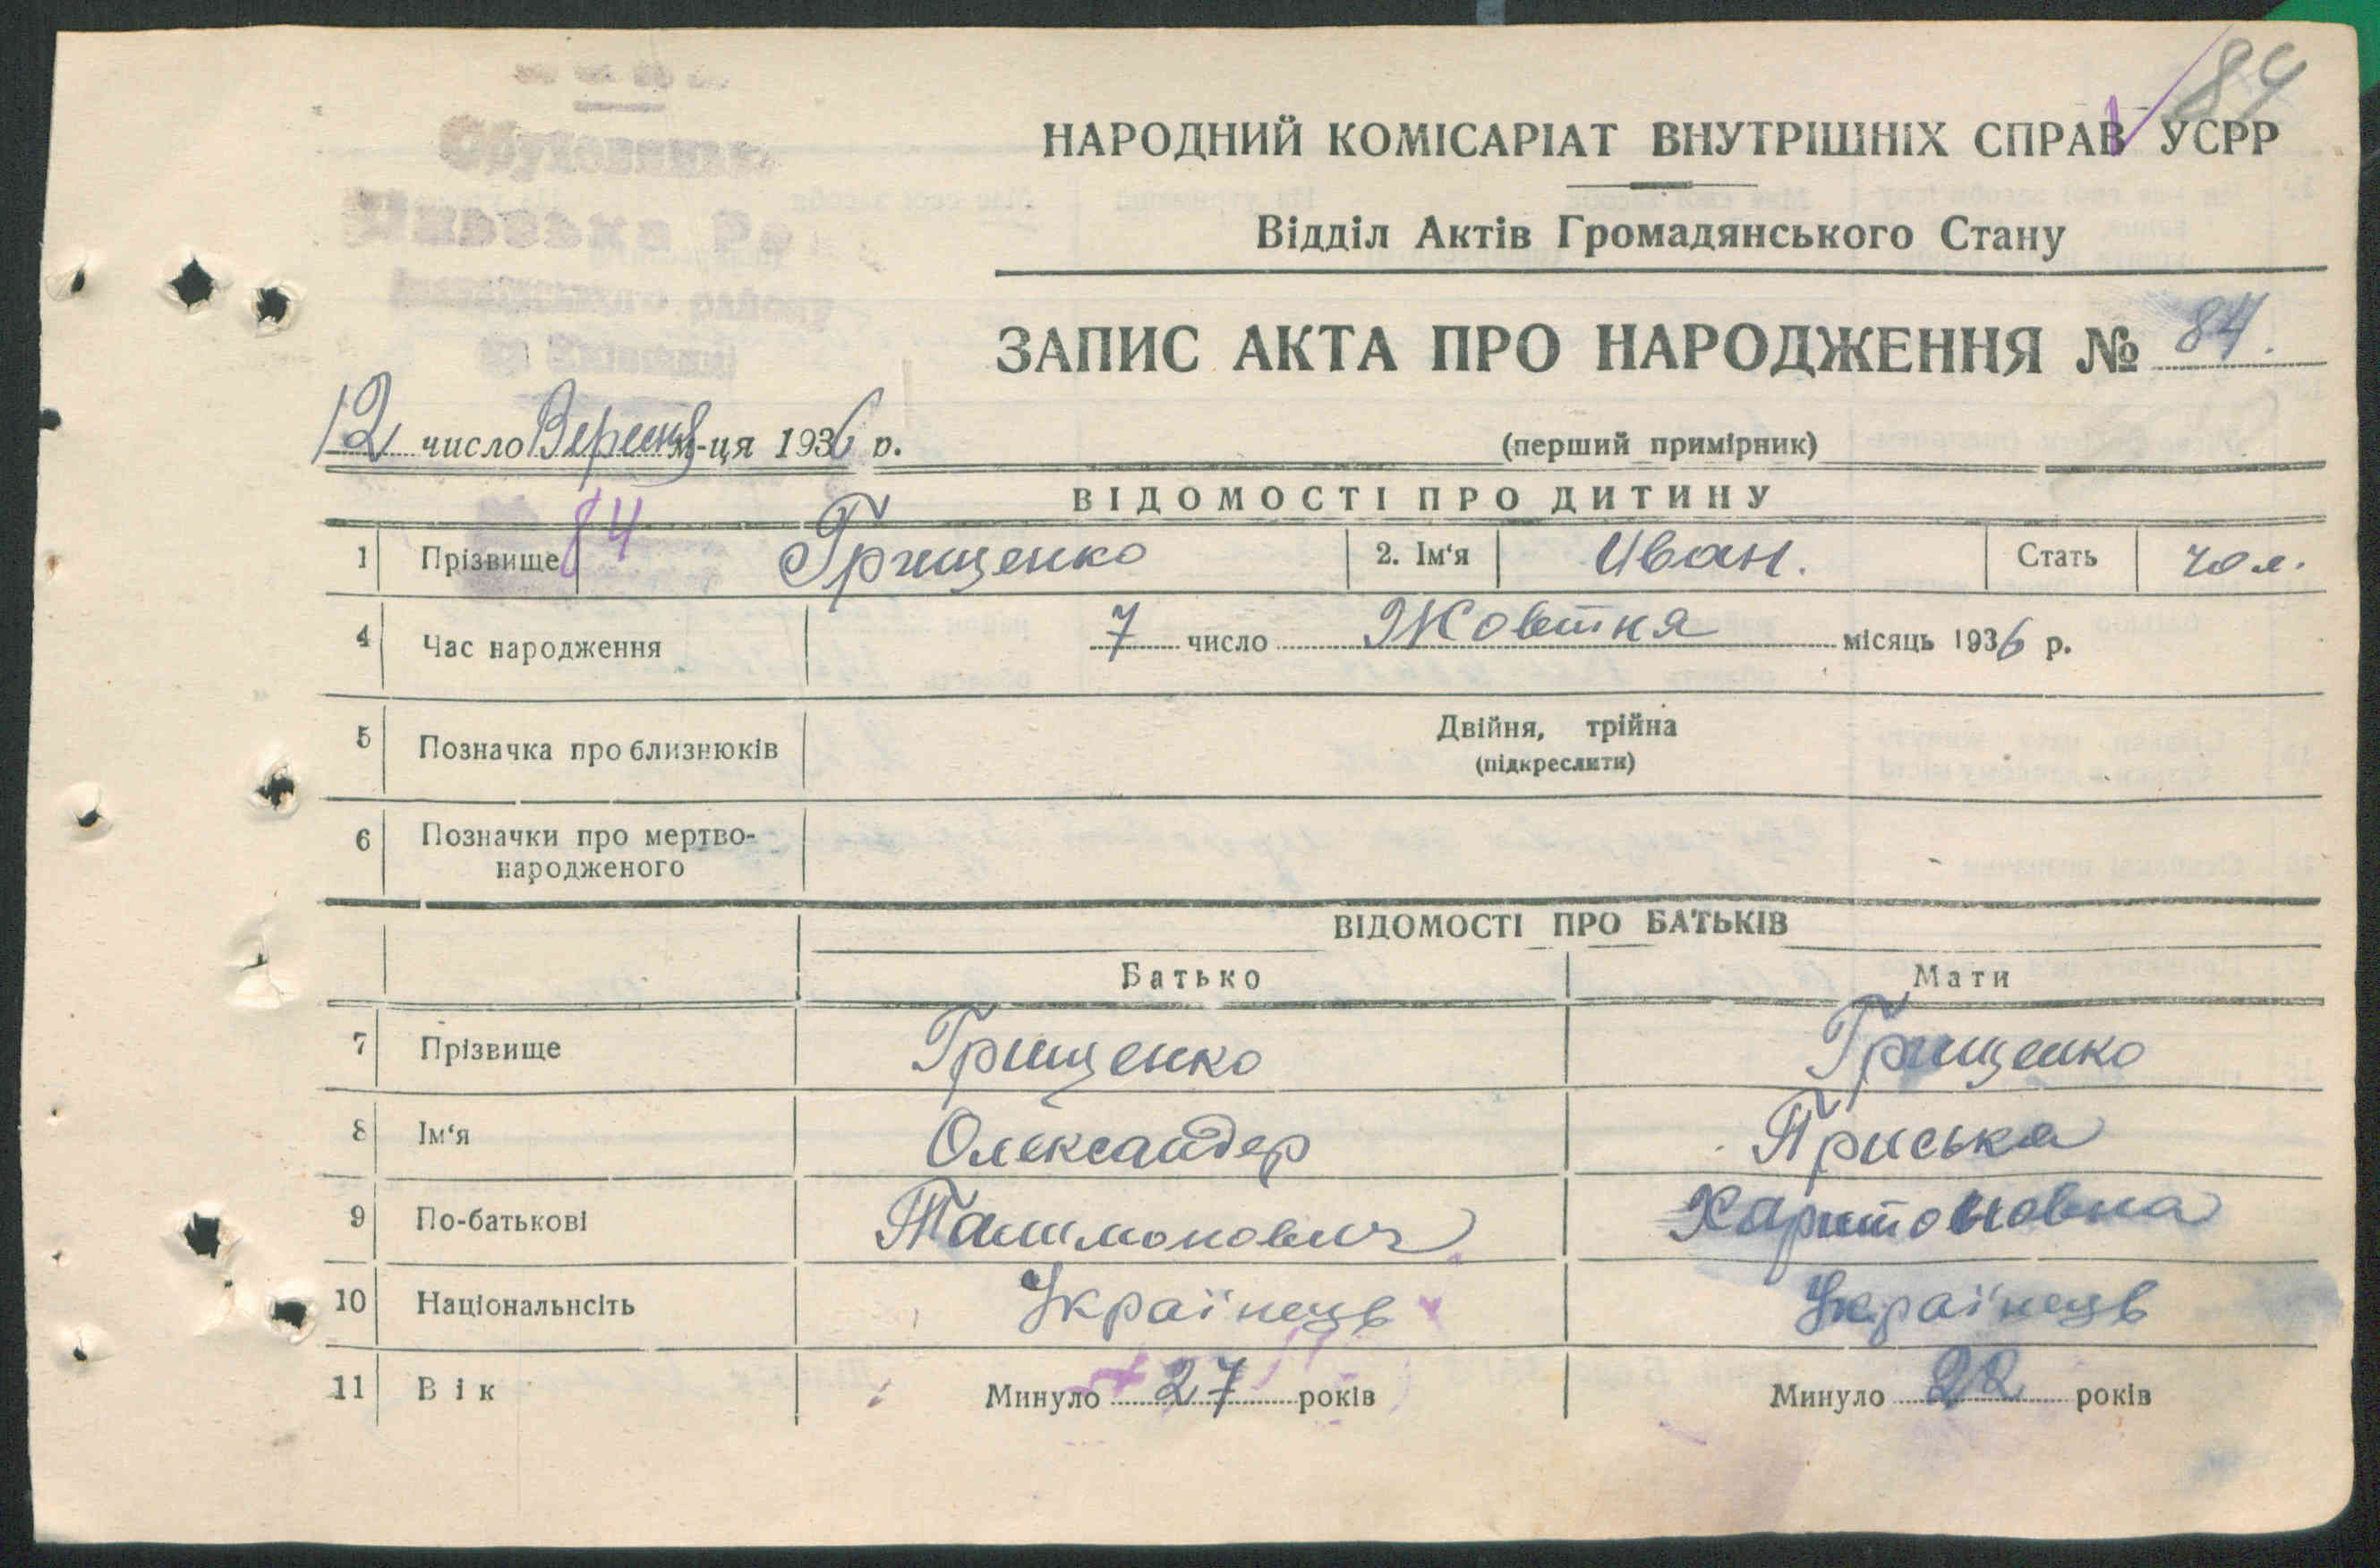 84
НАРОДНИЙ КОМІСАРІАТ ВНУТРІШНІХ СПРАВ УСРР
Відділ Актів Громадянського Стану
ЗАПИС АКТА ПРО НАРОДЖЕННЯ № 84.
12 число Вересня м-ця 1936 р.
(перший примірник)
ВІДОМОСТІ ПРО ДИТИНУ
84
1 Прізвище Грищенко 2. Ім'я Иван. Стать чол.
4 Час народження 7 число Жовтня місяць 1936 р.
5 Позначка про близнюків Двійня, трійна
(підкреслити)
6 Позначки про мертво-
народженого
ВІДОМОСТІ ПРО БАТЬКІВ
Батько Мати
7 Прізвище Грищенко Грищенко
8 Ім'я Олександер Приська
9 По-батькові Харитоновна
10 Національнсіть Українець Українець
11 Вік Минуло 27 років Минуло 22 років